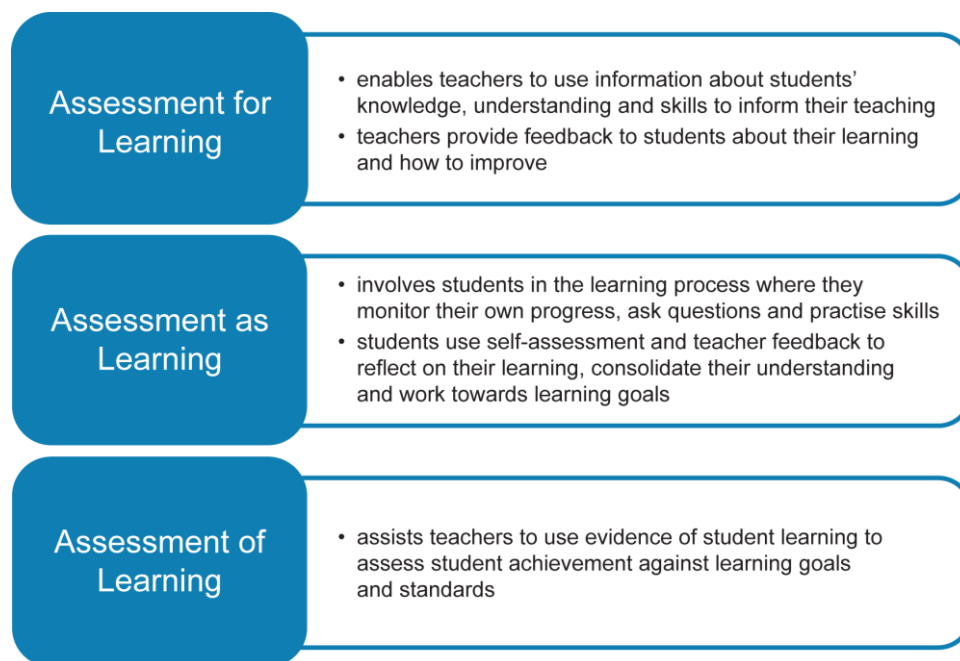 Assessment for
Learning
• enables teachers to use information about students’
knowledge, understanding and skills to inform their teaching
• teachers provide feedback to students about their learning
and how to improve
Assessment as
Learning
• involves students in the learning process where they
monitor their own progress, ask questions and practise skills
• students use self-assessment and teacher feedback to
reflect on their learning, consolidate their understanding
and work towards learning goals
Assessment of
Learning
• assists teachers to use evidence of student learning to
assess student achievement against learning goals
and standards